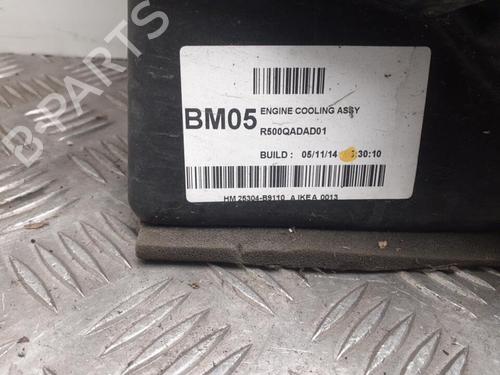 B-PARTS
BM05
ENGINE COOLING ASSY
R500QADAD01
BUILD : 05/11/14 :30:10
HM 25304-B9110 A IKEA 0013